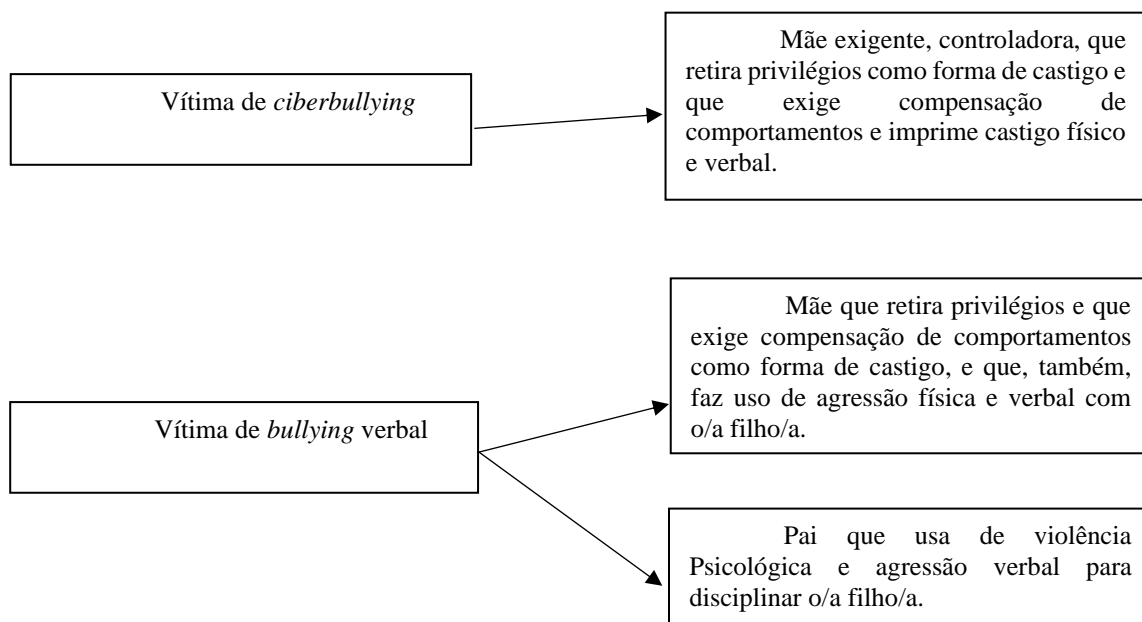 Vítima de ciberbullying
Mãe exigente, controladora, que
retira privilégios como forma de castigo e
que exige compensação de
comportamentos e imprime castigo físico
e verbal.
Vítima de bullying verbal
Mãe que retira privilégios e que
exige compensação de comportamentos
como forma de castigo, e que, também,
faz uso de agressão física e verbal com
o/a filho/a.
Pai que usa de violência
Psicológica e agressão verbal para
disciplinar o/a filho/a.